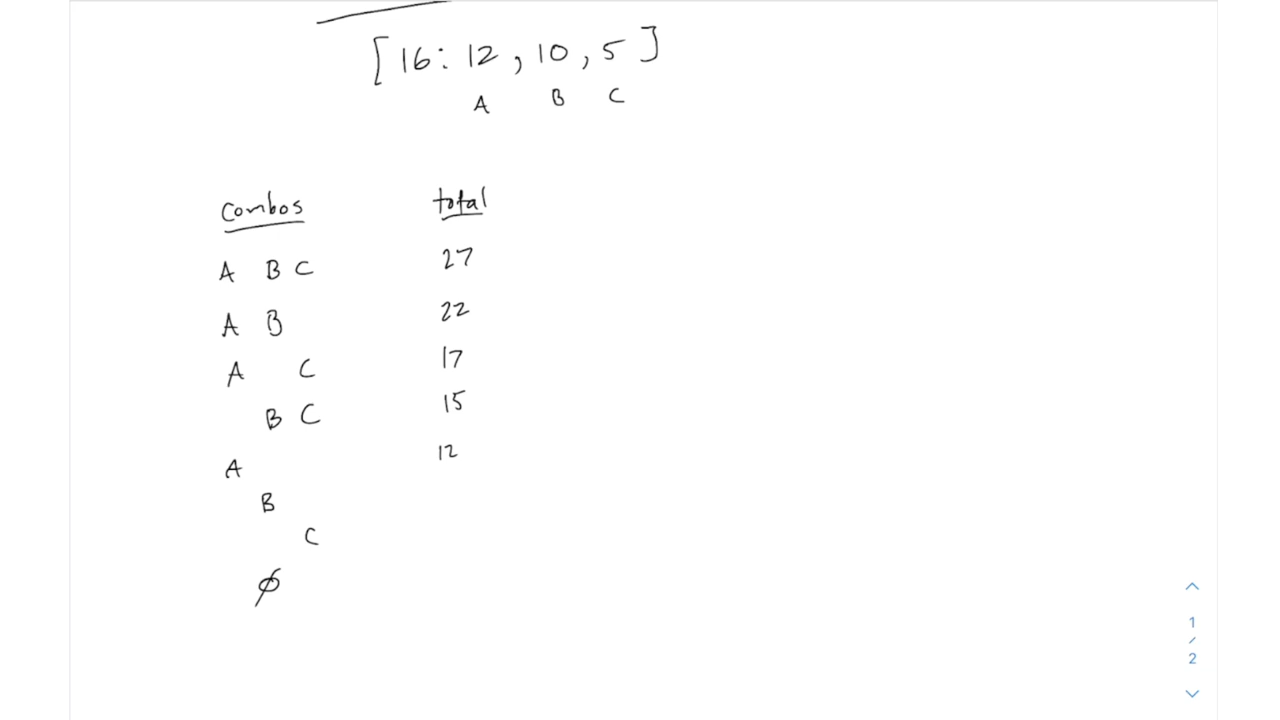 [16: 12, 10, 5]
A B C
combos total
A B C 27
A B 22
A C 17
B C 15
A 12
B
C
∅
1
/
2